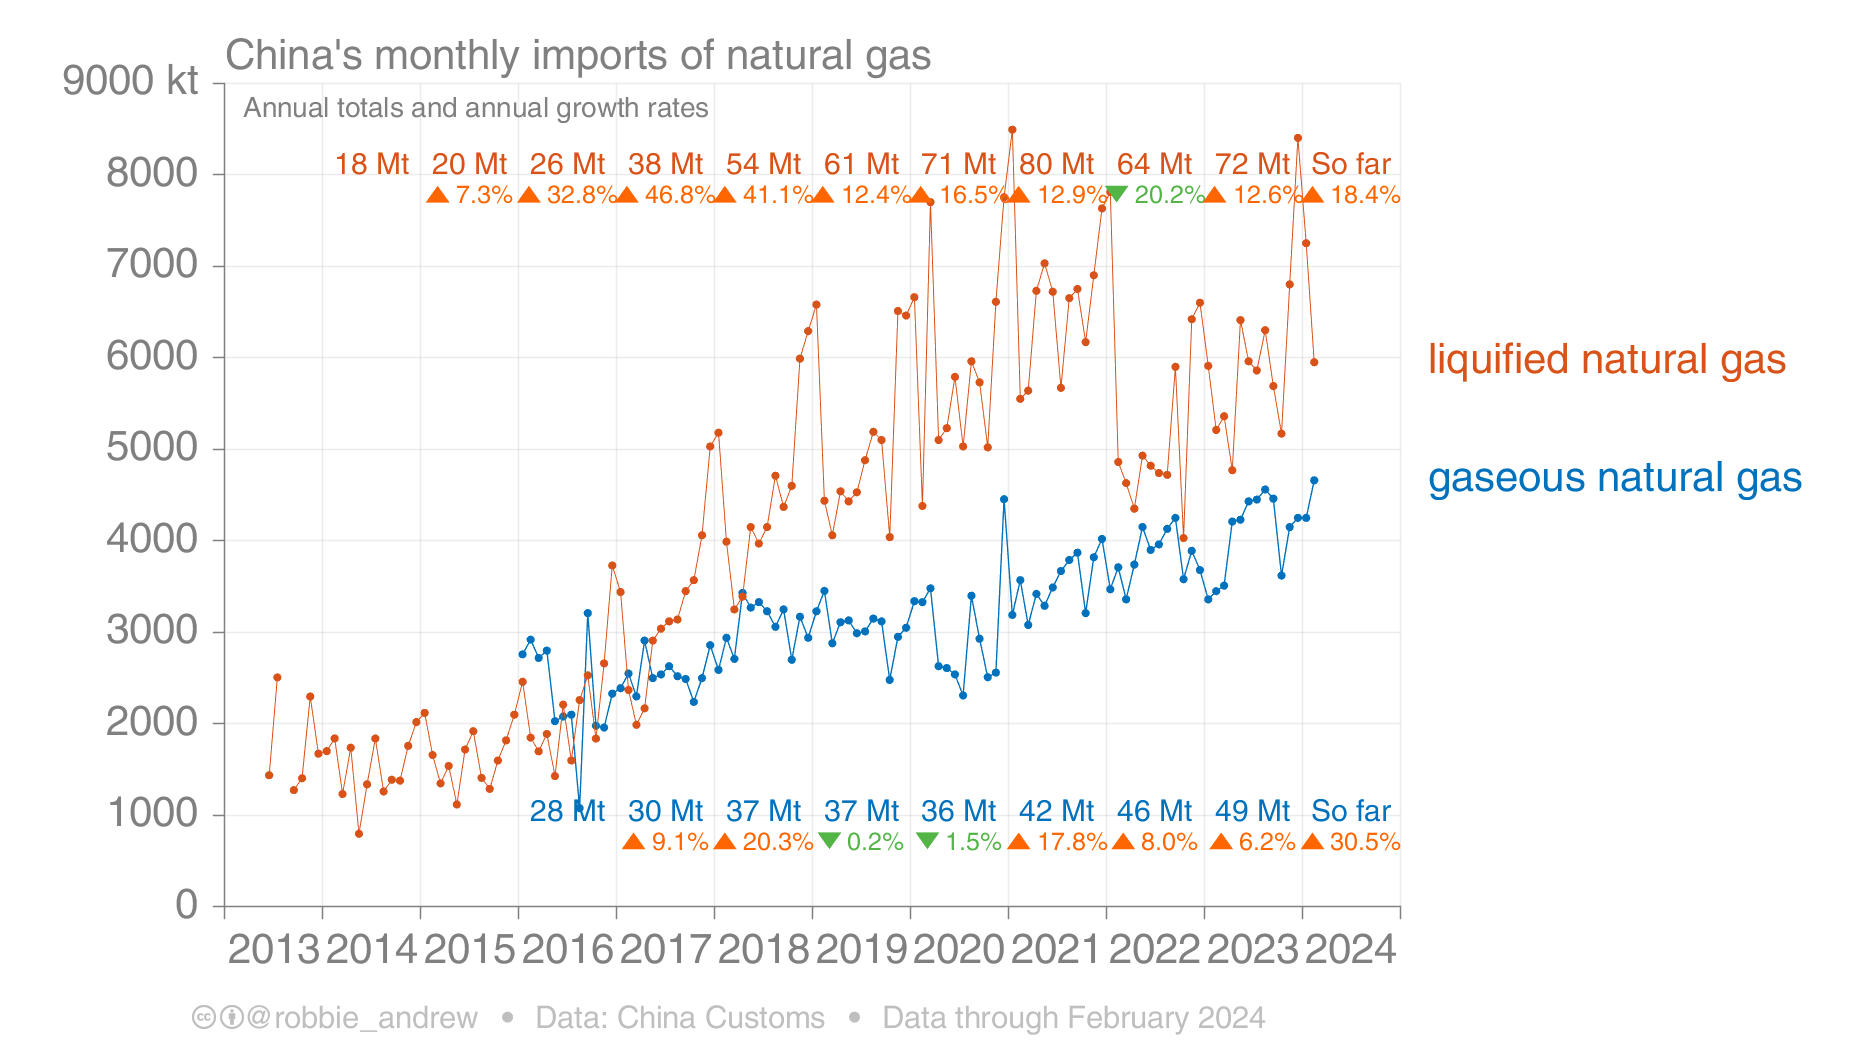 China's monthly imports of natural gas
9000 kt
Annual totals and annual growth rates
18 Mt 20 Mt 26 Mt 38 Mt 54 Mt 61 Mt 71 Mt 80 Mt 64 Mt 72 Mt So far
8000
▲ 7.3% ▲ 32.8% ▲ 46.8% ▲ 41.1% ▲ 12.4% ▲ 16.5% ▲ 12.9% ▼ 20.2% ▲ 12.6% ▲ 18.4%
7000
6000
liquified natural gas
5000
gaseous natural gas
4000
3000
2000
1000
28 Mt 30 Mt 37 Mt 37 Mt 36 Mt 42 Mt 46 Mt 49 Mt So far
▲ 9.1% ▲ 20.3% ▼ 0.2% ▼ 1.5% ▲ 17.8% ▲ 8.0% ▲ 6.2% ▲ 30.5%
0
2013 2014 2015 2016 2017 2018 2019 2020 2021 2022 2023 2024
cc @robbie_andrew • Data: China Customs • Data through February 2024